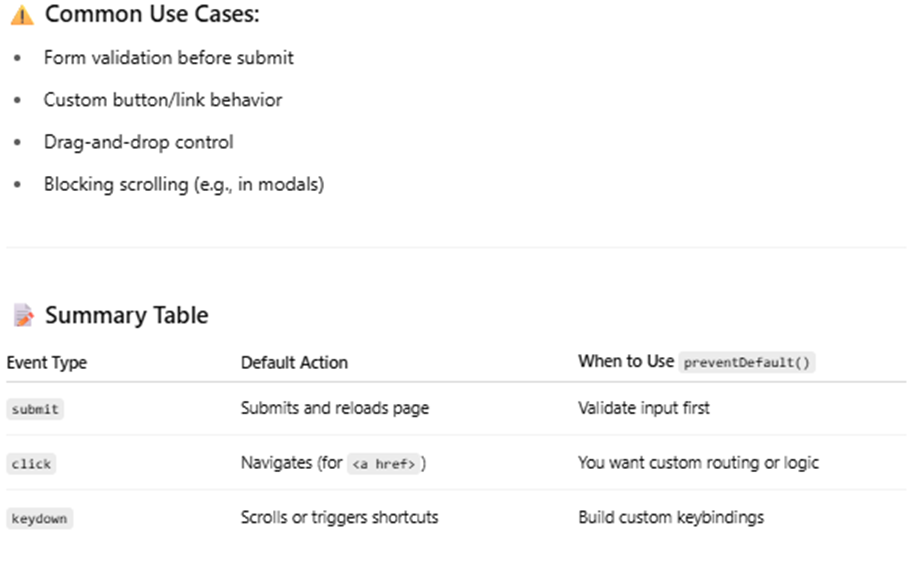 ⚠️ Common Use Cases:
• Form validation before submit
• Custom button/link behavior
• Drag-and-drop control
• Blocking scrolling (e.g., in modals)
📝 Summary Table
Event Type Default Action When to Use preventDefault()
submit Submits and reloads page Validate input first
click Navigates (for <a href>) You want custom routing or logic
keydown Scrolls or triggers shortcuts Build custom keybindings